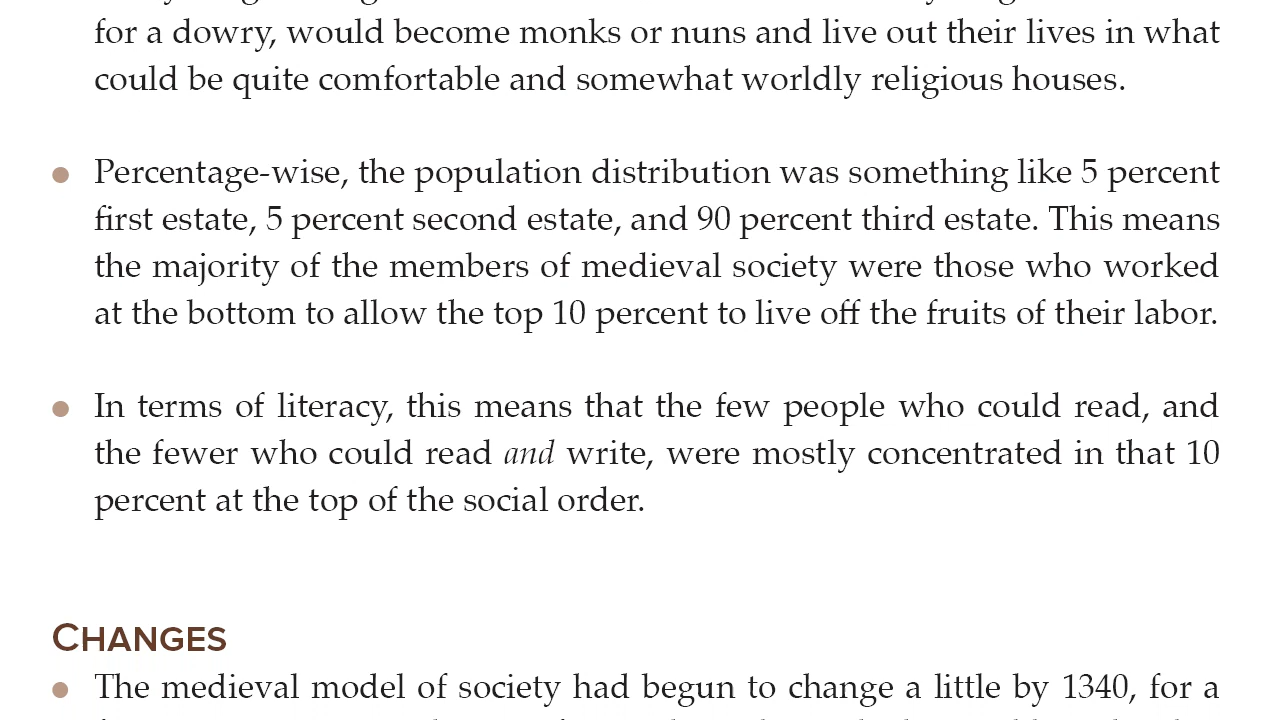 for a dowry, would become monks or nuns and live out their lives in what
could be quite comfortable and somewhat worldly religious houses.
Percentage-wise, the population distribution was something like 5 percent
first estate, 5 percent second estate, and 90 percent third estate. This means
the majority of the members of medieval society were those who worked
at the bottom to allow the top 10 percent to live off the fruits of their labor.
In terms of literacy, this means that the few people who could read, and
the fewer who could read and write, were mostly concentrated in that 10
percent at the top of the social order.
CHANGES
The medieval model of society had begun to change a little by 1340, for a